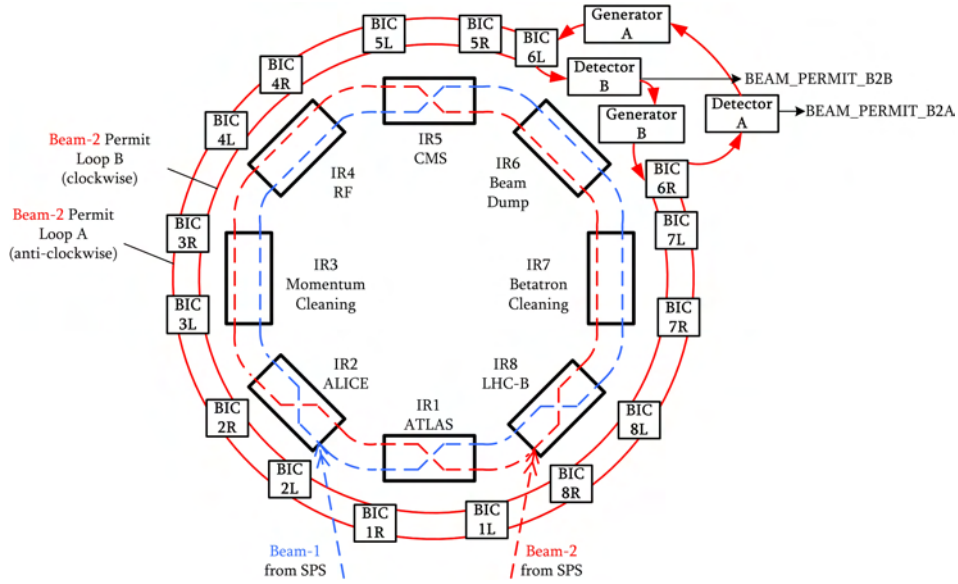 BIC
5L
BIC
5R
BIC
6L
Generator
A
BIC
4R
Detector
B
BEAM_PERMIT_B2B
Generator
B
Detector
A
BEAM_PERMIT_B2A
BIC
4L
IR5
CMS
Beam-2 Permit
Loop B
(clockwise)
IR4
RF
IR6
Beam
Dump
BIC
6R
Beam-2 Permit
Loop A
(anti-clockwise)
BIC
3R
BIC
7L
IR3
Momentum
Cleaning
IR7
Betatron
Cleaning
BIC
3L
BIC
7R
IR2
ALICE
IR8
LHC-B
IR1
ATLAS
BIC
2R
BIC
8L
BIC
2L
BIC
8R
BIC
1R
BIC
1L
Beam-1
from SPS
Beam-2
from SPS